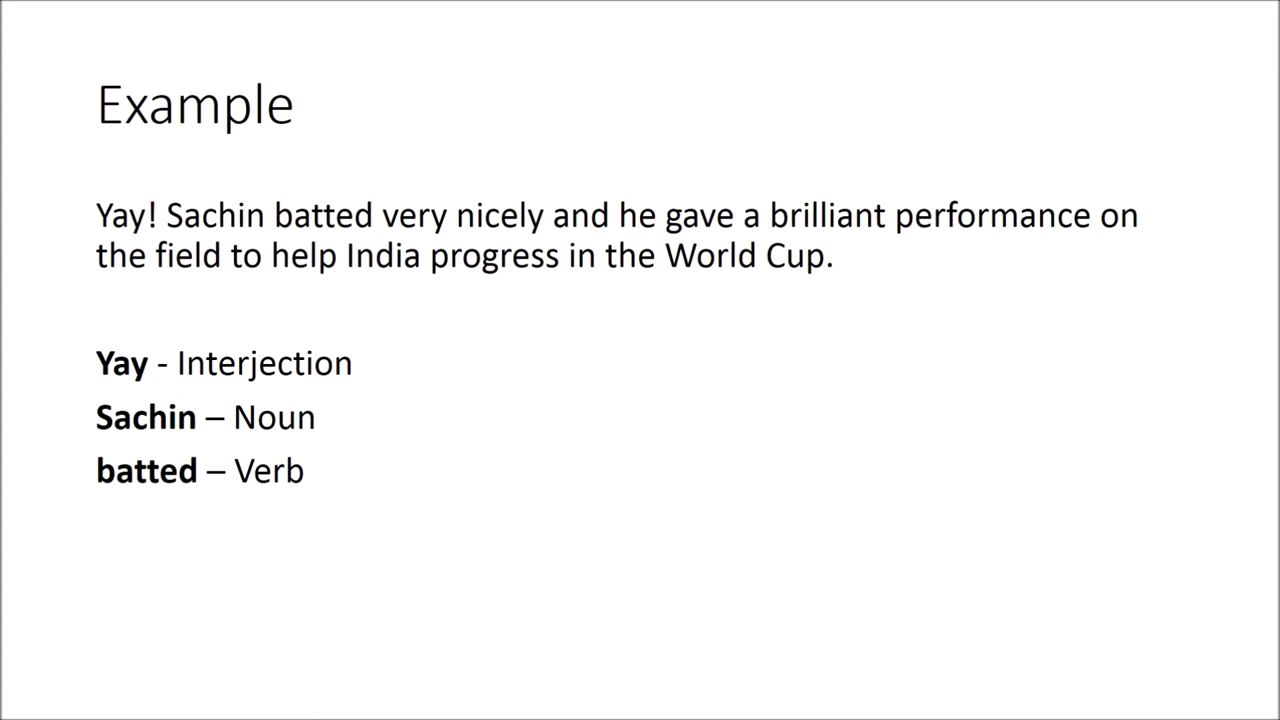 Example
Yay! Sachin batted very nicely and he gave a brilliant performance on
the field to help India progress in the World Cup.
Yay - Interjection
Sachin – Noun
batted – Verb